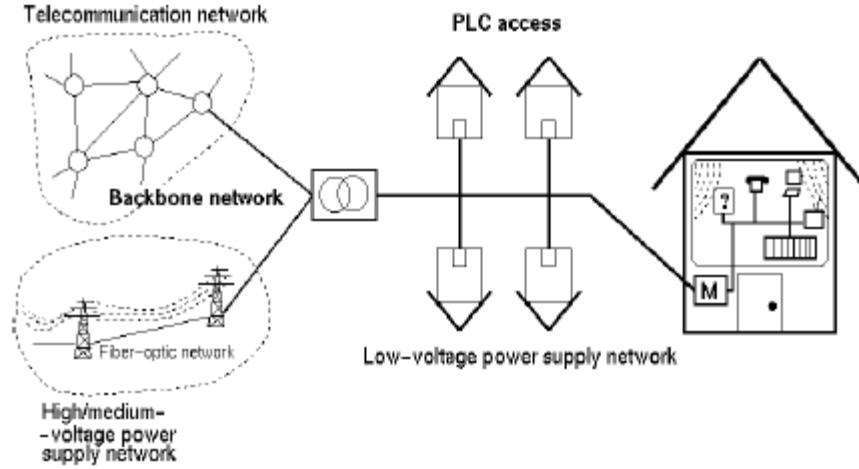 Telecommunication network
PLC access
Backbone network
?
M
Fiber-optic network
Low-voltage power supply network
High/medium-
-voltage power
supply network